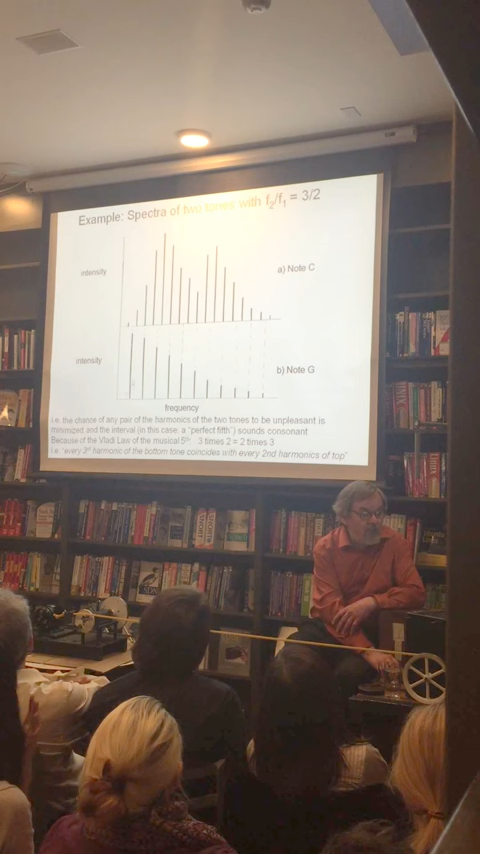 Example: Spectra of two tones with f₂/f₁ = 3/2
intensity
a) Note C
intensity
b) Note G
frequency
i.e. the chance of any pair of the harmonics of the two tones to be unpleasant is
minimized and the interval (in this case: a "perfect fifth") sounds consonant
Because of the Vladi Law of the musical 5th: 3 times 2 = 2 times 3
i.e. "every 3rd harmonic of the bottom tone coincides with every 2nd harmonics of top"